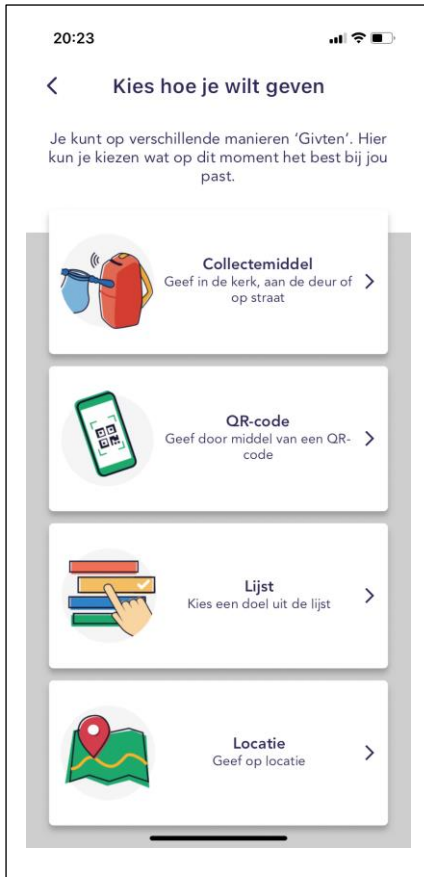 20:23
Kies hoe je wilt geven
Je kunt op verschillende manieren ‘Givten’. Hier
kun je kiezen wat op dit moment het best bij jou
past.
Collectemiddel
Geef in de kerk, aan de deur of
op straat
QR-code
Geef door middel van een QR-
code
Lijst
Kies een doel uit de lijst
Locatie
Geef op locatie